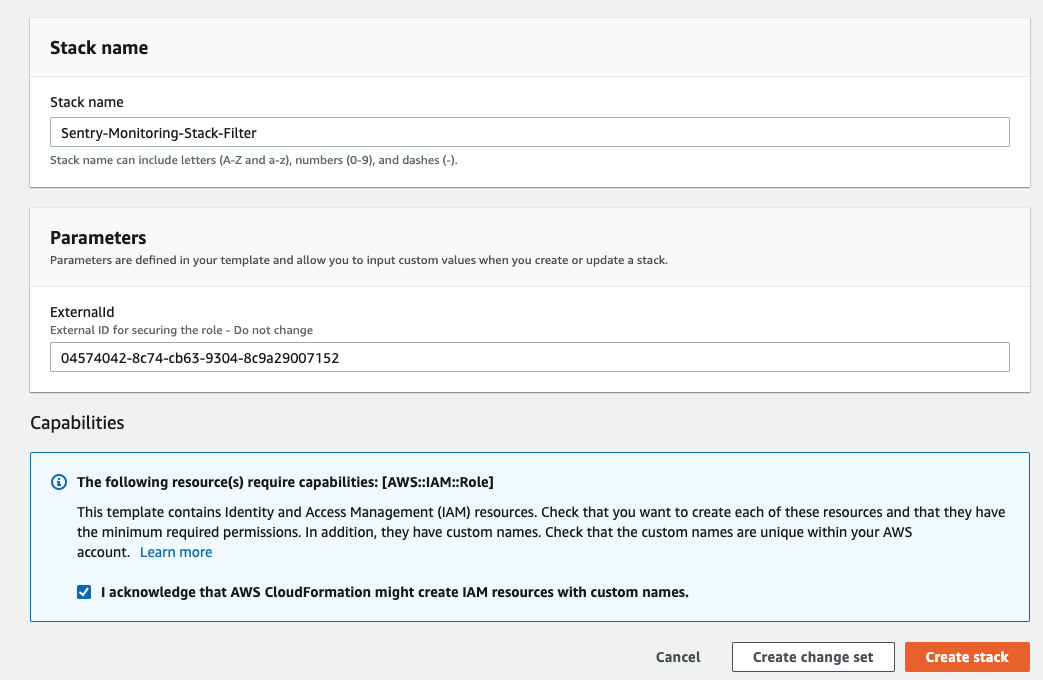 Stack name
Stack name
Sentry-Monitoring-Stack-Filter
Stack name can include letters (A-Z and a-z), numbers (0-9), and dashes (-).
Parameters
Parameters are defined in your template and allow you to input custom values when you create or update a stack.
ExternalId
External ID for securing the role - Do not change
04574042-8c74-cb63-9304-8c9a29007152
Capabilities
The following resource(s) require capabilities: [AWS::IAM::Role]
This template contains Identity and Access Management (IAM) resources. Check that you want to create each of these resources and that they have
the minimum required permissions. In addition, they have custom names. Check that the custom names are unique within your AWS
account. Learn more
I acknowledge that AWS CloudFormation might create IAM resources with custom names.
Cancel Create change set Create stack